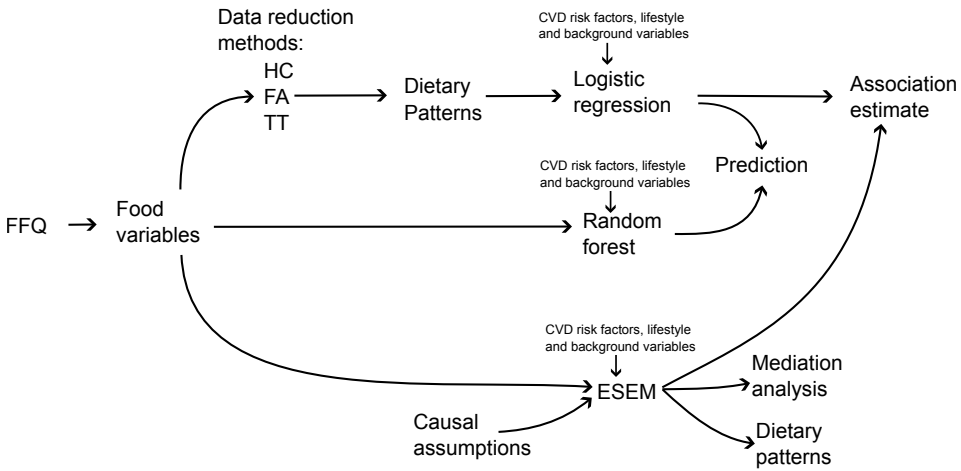 Data reduction
methods:
HC
FA
TT
Dietary
Patterns
CVD risk factors, lifestyle
and background variables
Logistic
regression
Association
estimate
Prediction
FFQ
Food
variables
CVD risk factors, lifestyle
and background variables
Random
forest
CVD risk factors, lifestyle
and background variables
ESEM
Causal
assumptions
Mediation
analysis
Dietary
patterns